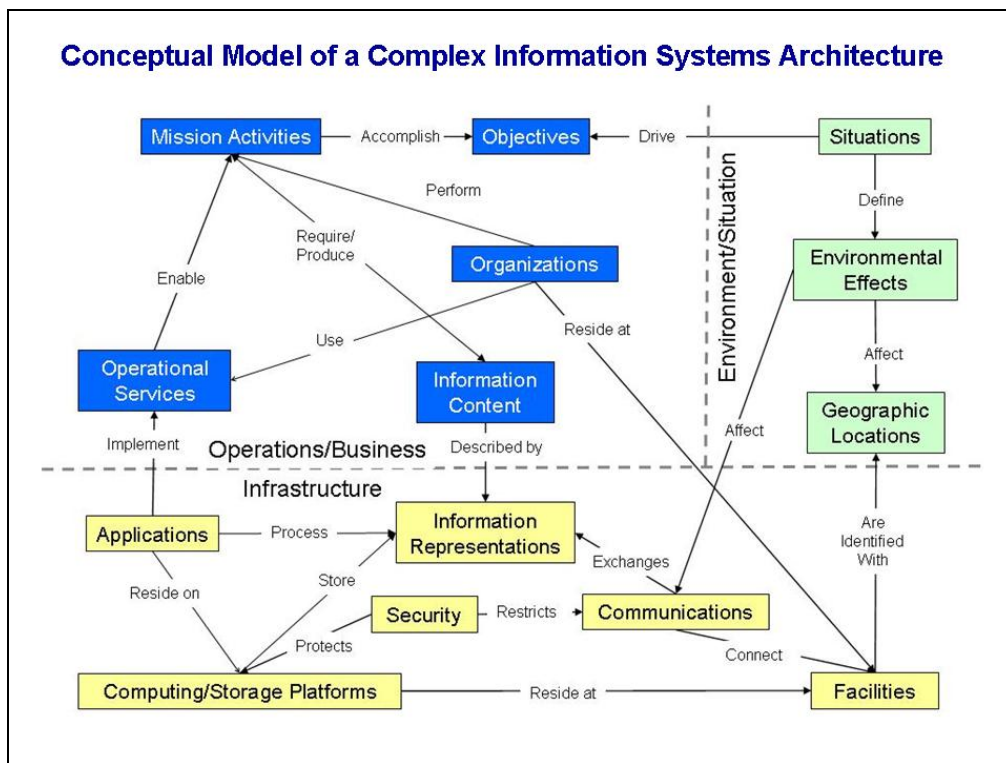 Conceptual Model of a Complex Information Systems Architecture
Mission Activities
Accomplish
Objectives
Drive
Situations
Perform
Define
Require/
Produce
Organizations
Environment/Situation
Environmental
Effects
Enable
Use
Reside at
Affect
Operational
Services
Information
Content
Geographic
Locations
Implement
Operations/Business
Described by
Affect
Infrastructure
Applications
Process
Information
Representations
Are
Identified
With
Exchanges
Reside on
Store
Security
Restricts
Communications
Protects
Connect
Computing/Storage Platforms
Reside at
Facilities